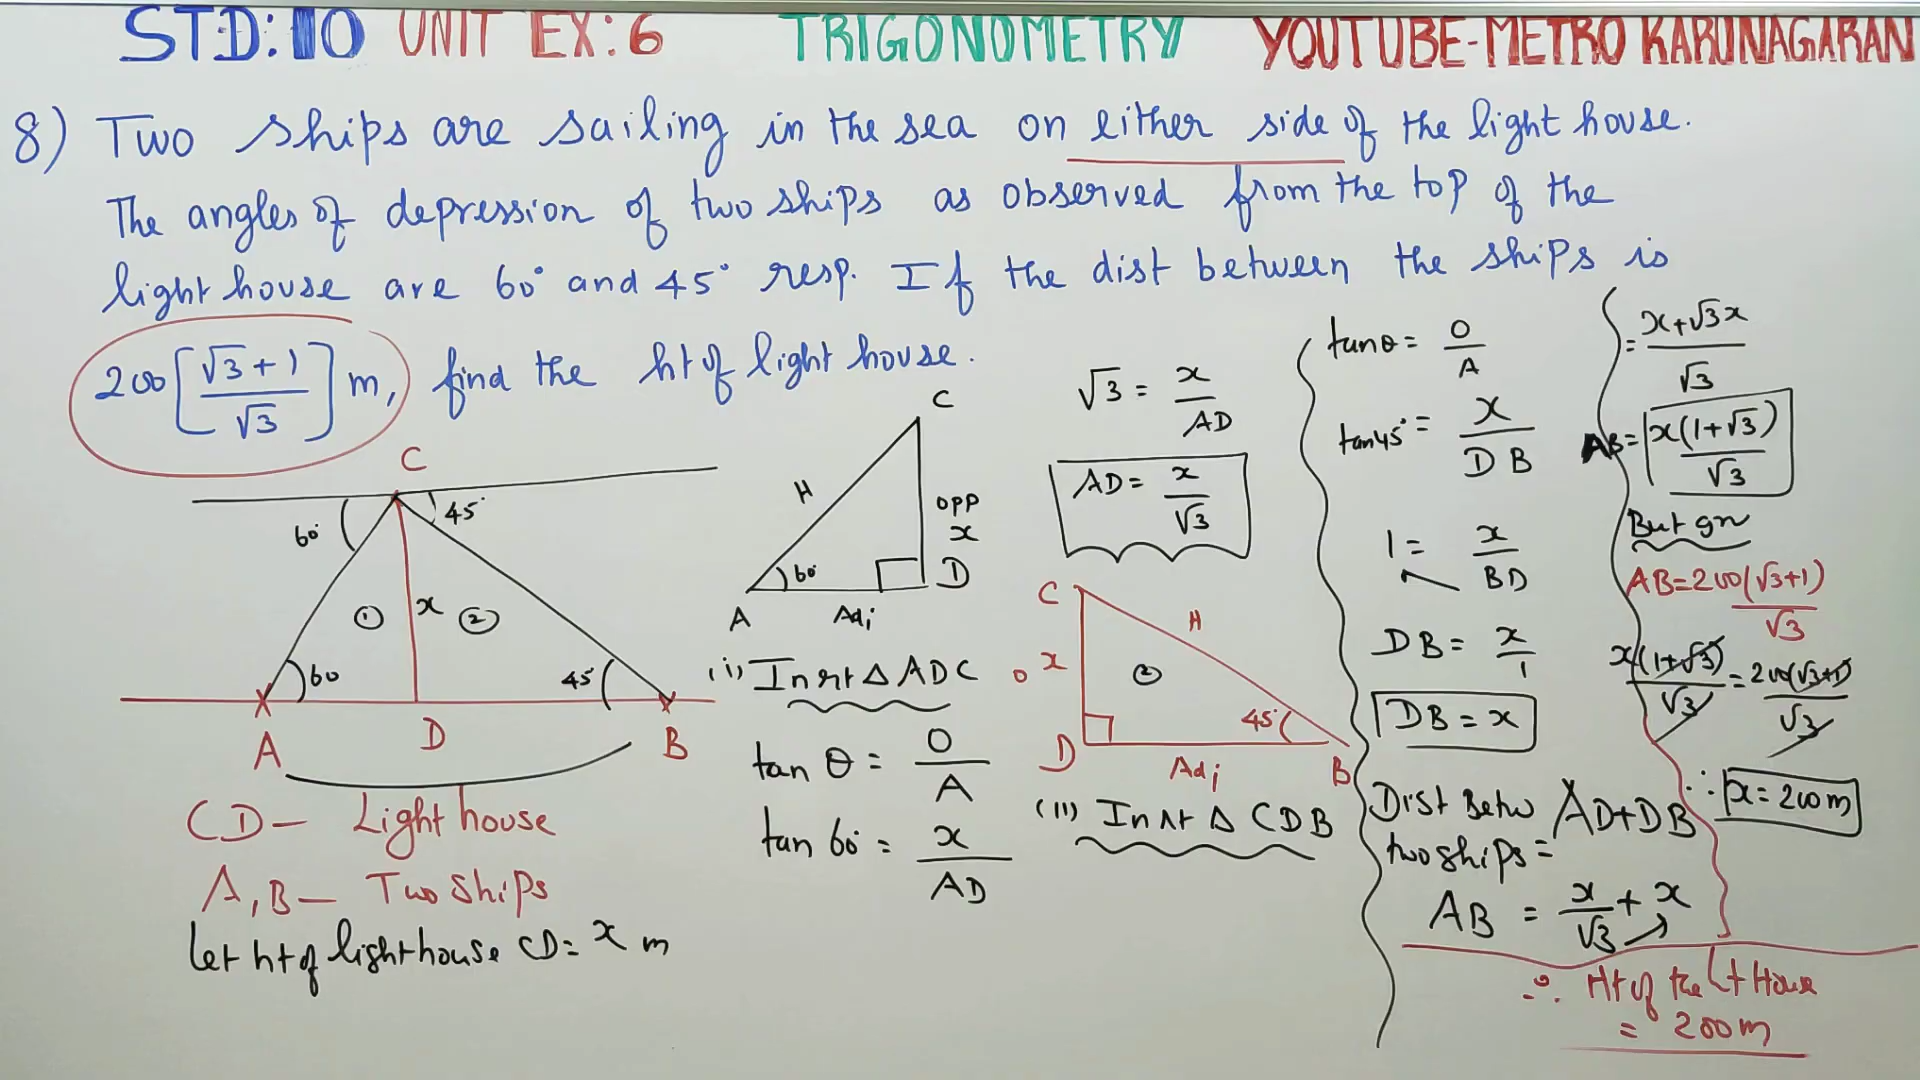 STD: 10 UNIT EX: 6 TRIGONOMETRY YOUTUBE-METRO KARUNAGARAN
8) Two ships are sailing in the sea on either side of the light house.
The angles of depression of two ships as observed from the top of the
light house are 60° and 45° resp. If the dist between the ships is
200 [√3+1/√3] m, find the ht of light house.
C
60°
45°
① x ②
60
45°
A D B
CD — Light house
A, B — Two Ships
Let ht of lighthouse CD = x m
C
H
opp
x
60°
D
A Adj
(i) In rt △ ADC
tan θ = O/A
tan 60° = x/AD
√3 = x/AD
AD = x/√3
C
H
O x
②
45°
D Adj B
(ii) In rt △ CDB
tan θ = O/A
tan 45° = x/DB
1 = x/BD
DB = x/1
DB = x
Dist Betw two ships = AD+DB
AB = x/√3 + x
= x+√3x/√3
AB = x(1+√3)/√3
But gn
AB = 200(√3+1)/√3
x(1+√3)/√3 = 200(√3+1)/√3
∴ x = 200m
∴ Ht of the Lt House
= 200m